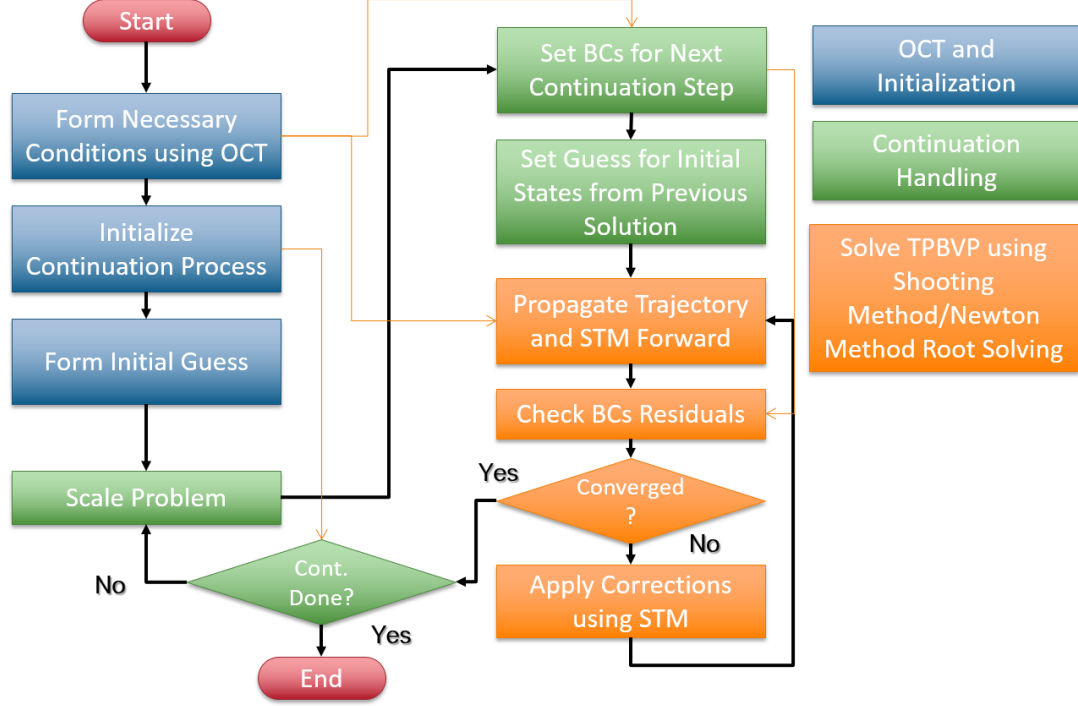 Start
Form Necessary
Conditions using OCT
Initialize
Continuation Process
Form Initial Guess
Scale Problem
No
Cont.
Done?
Yes
End
Set BCs for Next
Continuation Step
Set Guess for Initial
States from Previous
Solution
Propagate Trajectory
and STM Forward
Check BCs Residuals
Yes
Converged
?
No
Apply Corrections
using STM
OCT and
Initialization
Continuation
Handling
Solve TPBVP using
Shooting
Method/Newton
Method Root Solving